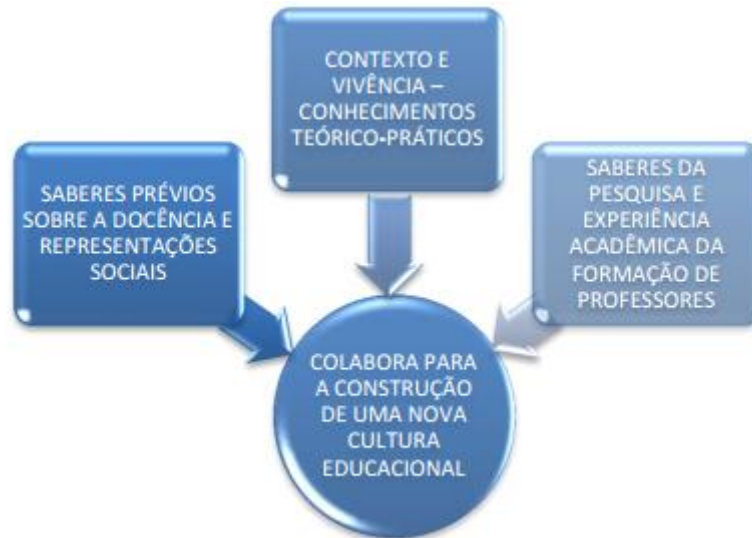 CONTEXTO E
VIVÊNCIA –
CONHECIMENTOS
TEÓRICO-PRÁTICOS
SABERES PRÉVIOS
SOBRE A DOCÊNCIA E
REPRESENTAÇÕES
SOCIAIS
SABERES DA
PESQUISA E
EXPERIÊNCIA
ACADÊMICA DA
FORMAÇÃO DE
PROFESSORES
COLABORA PARA
A CONSTRUÇÃO
DE UMA NOVA
CULTURA
EDUCACIONAL